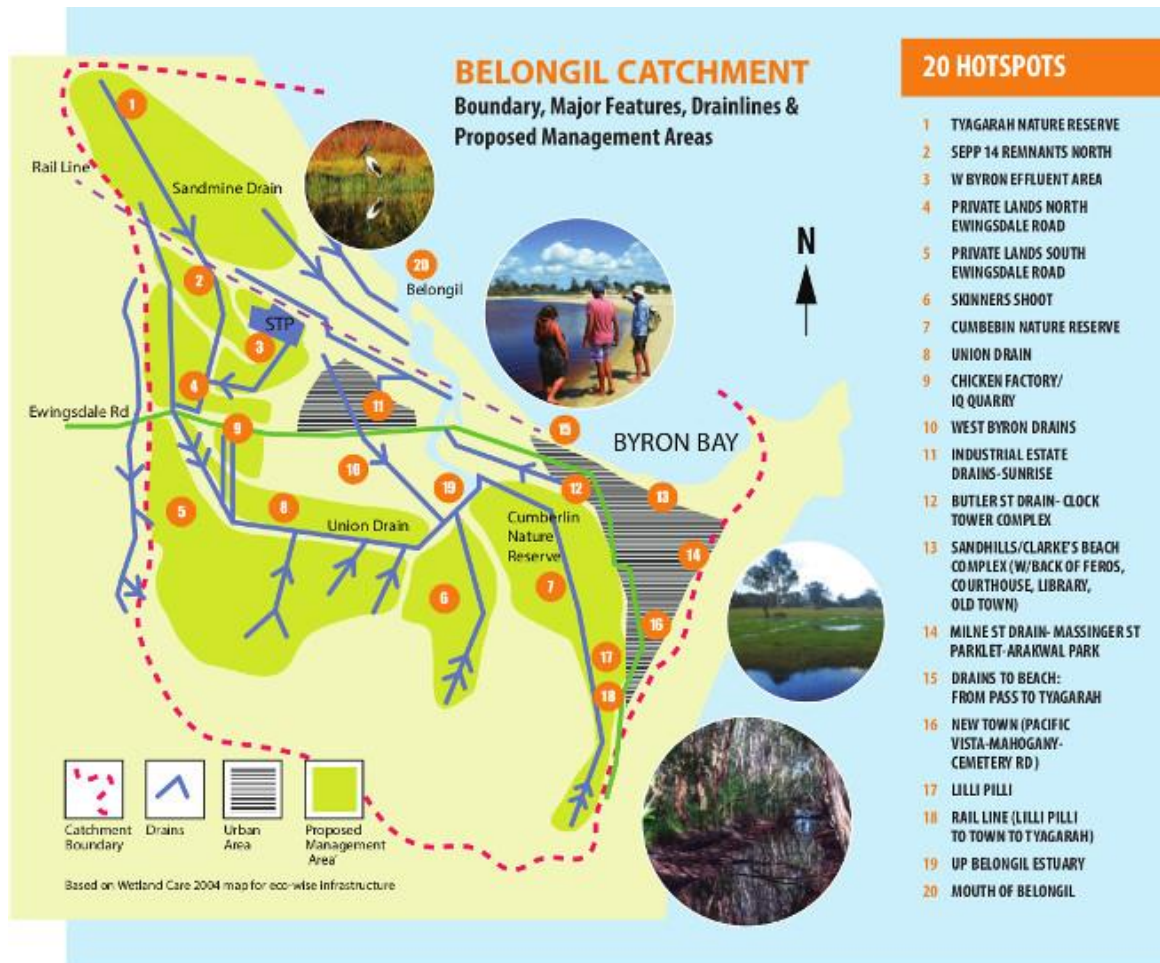 BELONGIL CATCHMENT
Boundary, Major Features, Drainlines &
Proposed Management Areas
N
Rail Line
Sandmine Drain
Belongil
STP
Ewingsdale Rd
BYRON BAY
Union Drain
Cumberlin
Nature
Reserve
1
2
3
4
5
6
7
8
9
16
11
12
13
14
15
16
17
18
19
20
Catchment
Boundary
Drains
Urban
Area
Proposed
Management
Area'
Based on Wetland Care 2004 map for eco-wise infrastructure
20 HOTSPOTS
1 TYAGARAH NATURE RESERVE
2 SEPP 14 REMNANTS NORTH
3 W BYRON EFFLUENT AREA
4 PRIVATE LANDS NORTH
EWINGSDALE ROAD
5 PRIVATE LANDS SOUTH
EWINGSDALE ROAD
6 SKINNERS SHOOT
7 CUMBEBIN NATURE RESERVE
8 UNION DRAIN
9 CHICKEN FACTORY/
IQ QUARRY
10 WEST BYRON DRAINS
11 INDUSTRIAL ESTATE
DRAINS-SUNRISE
12 BUTLER ST DRAIN- CLOCK
TOWER COMPLEX
13 SANDHILLS/CLARKE'S BEACH
COMPLEX (W/BACK OF FEROS,
COURTHOUSE, LIBRARY,
OLD TOWN)
14 MILNE ST DRAIN- MASSINGER ST
PARKLET-ARAKWAL PARK
15 DRAINS TO BEACH:
FROM PASS TO TYAGARAH
16 NEW TOWN (PACIFIC
VISTA-MAHOGANY-
CEMETERY RD )
17 LILLI PILLI
18 RAIL LINE (LILLI PILLI
TO TOWN TO TYAGARAH)
19 UP BELONGIL ESTUARY
20 MOUTH OF BELONGIL